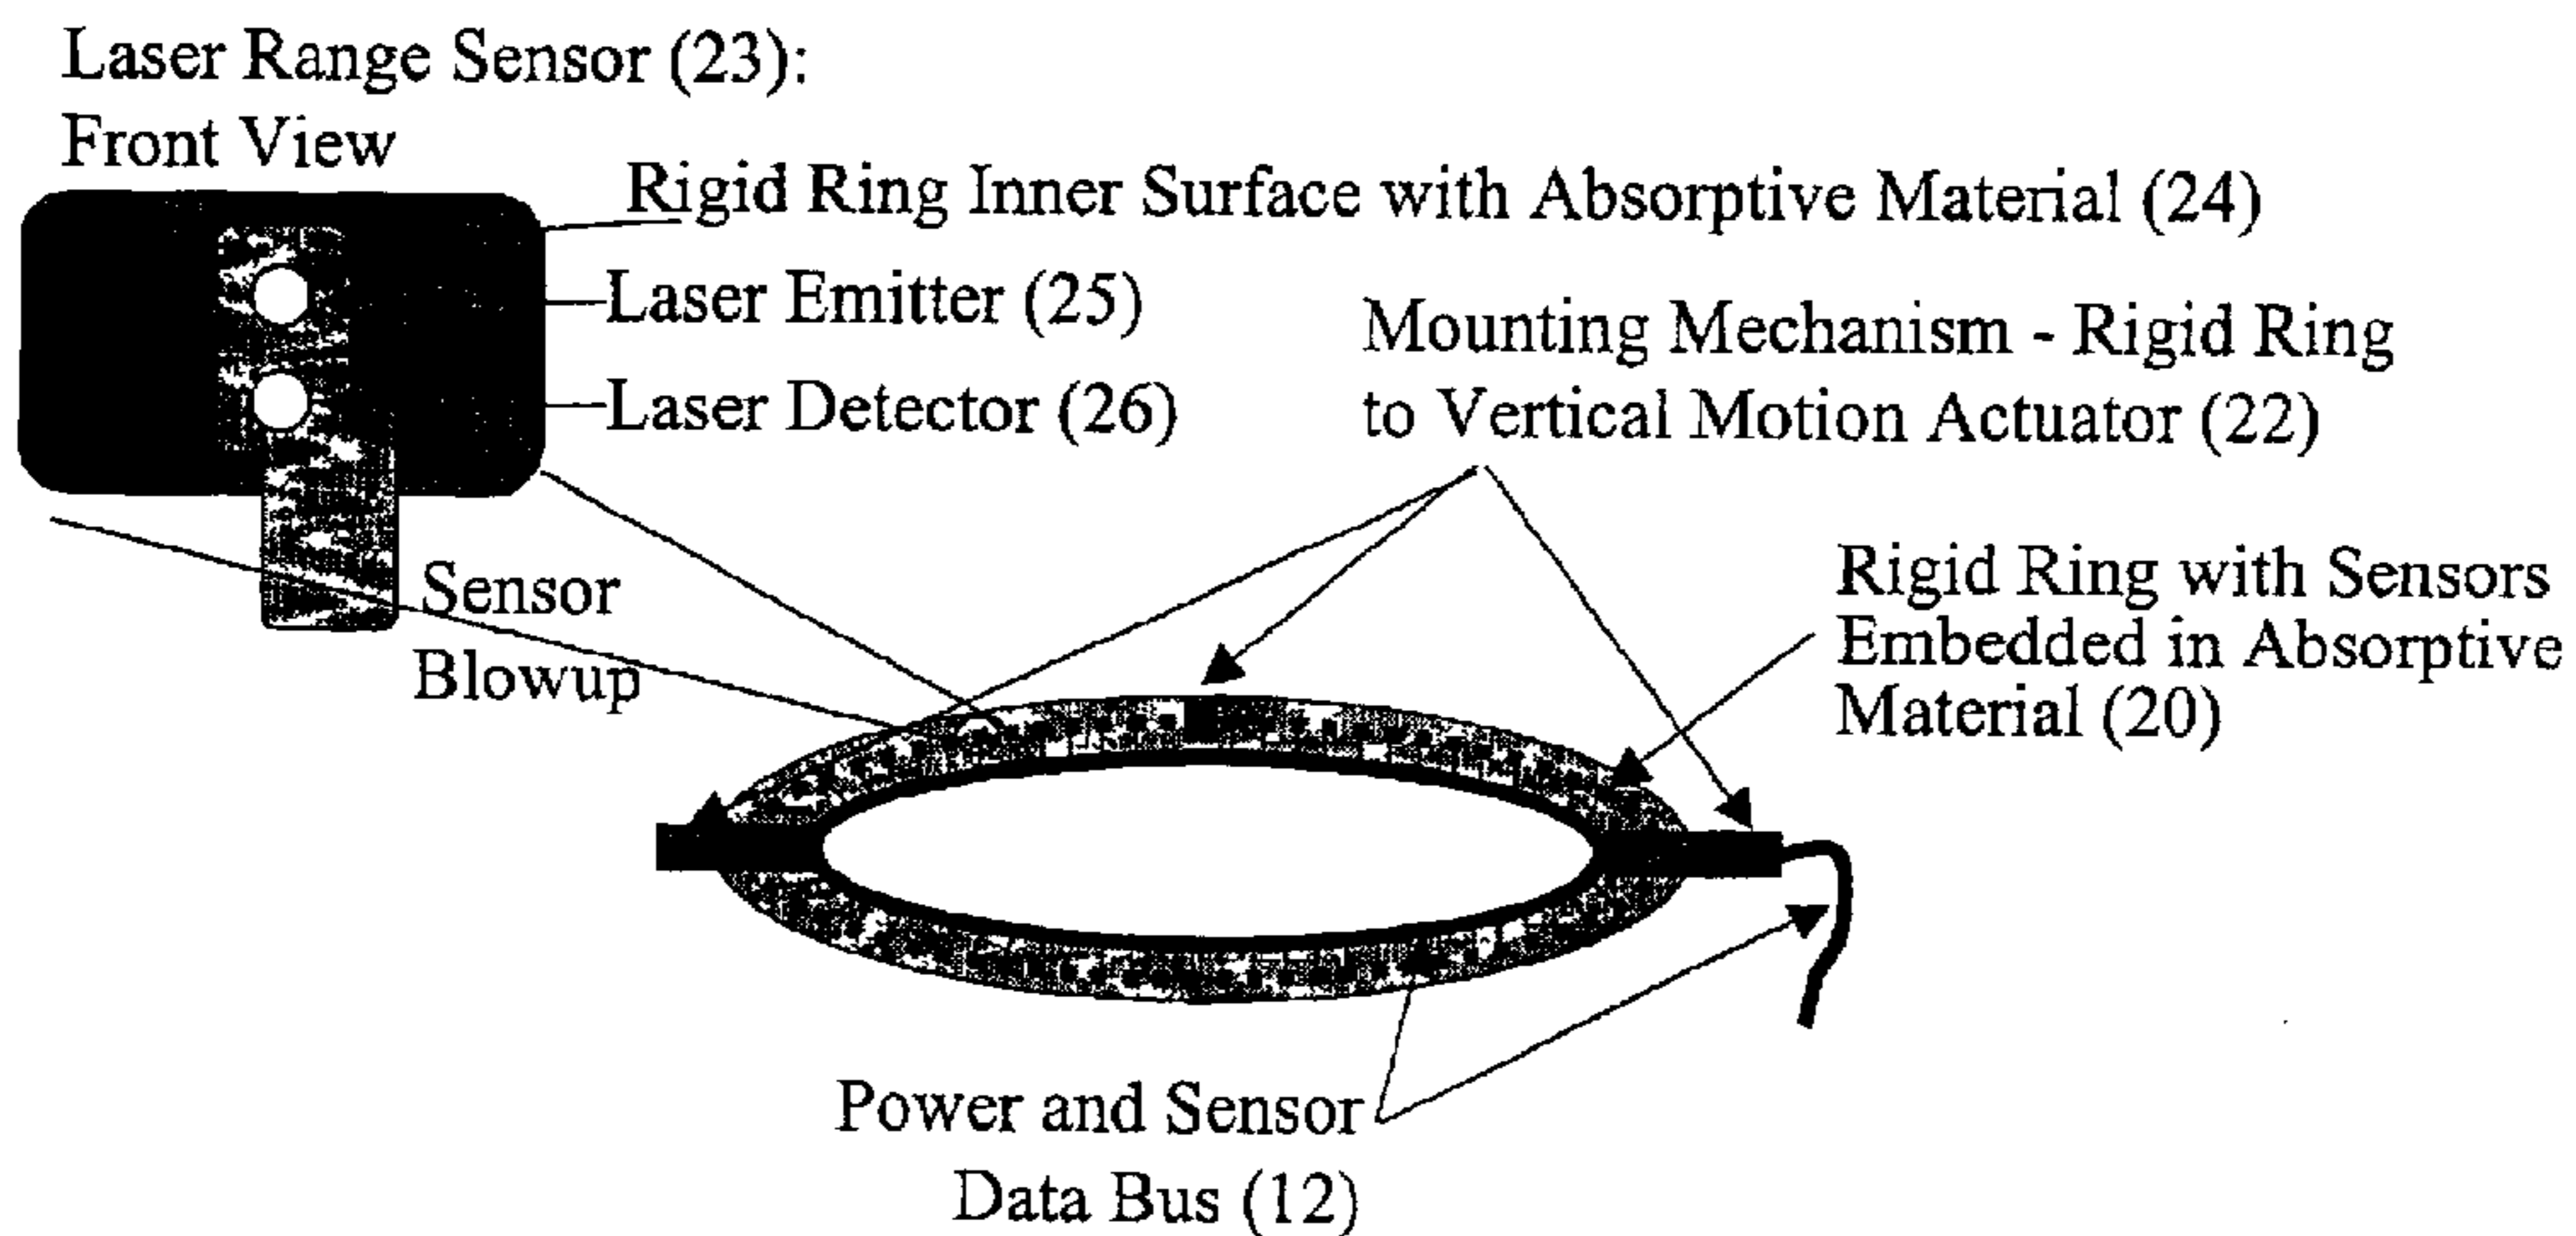 Laser Range Sensor (23):
Front View
Rigid Ring Inner Surface with Absorptive Material (24)
Laser Emitter (25)
Laser Detector (26)
Mounting Mechanism - Rigid Ring
to Vertical Motion Actuator (22)
Sensor
Blowup
Rigid Ring with Sensors
Embedded in Absorptive
Material (20)
Power and Sensor
Data Bus (12)